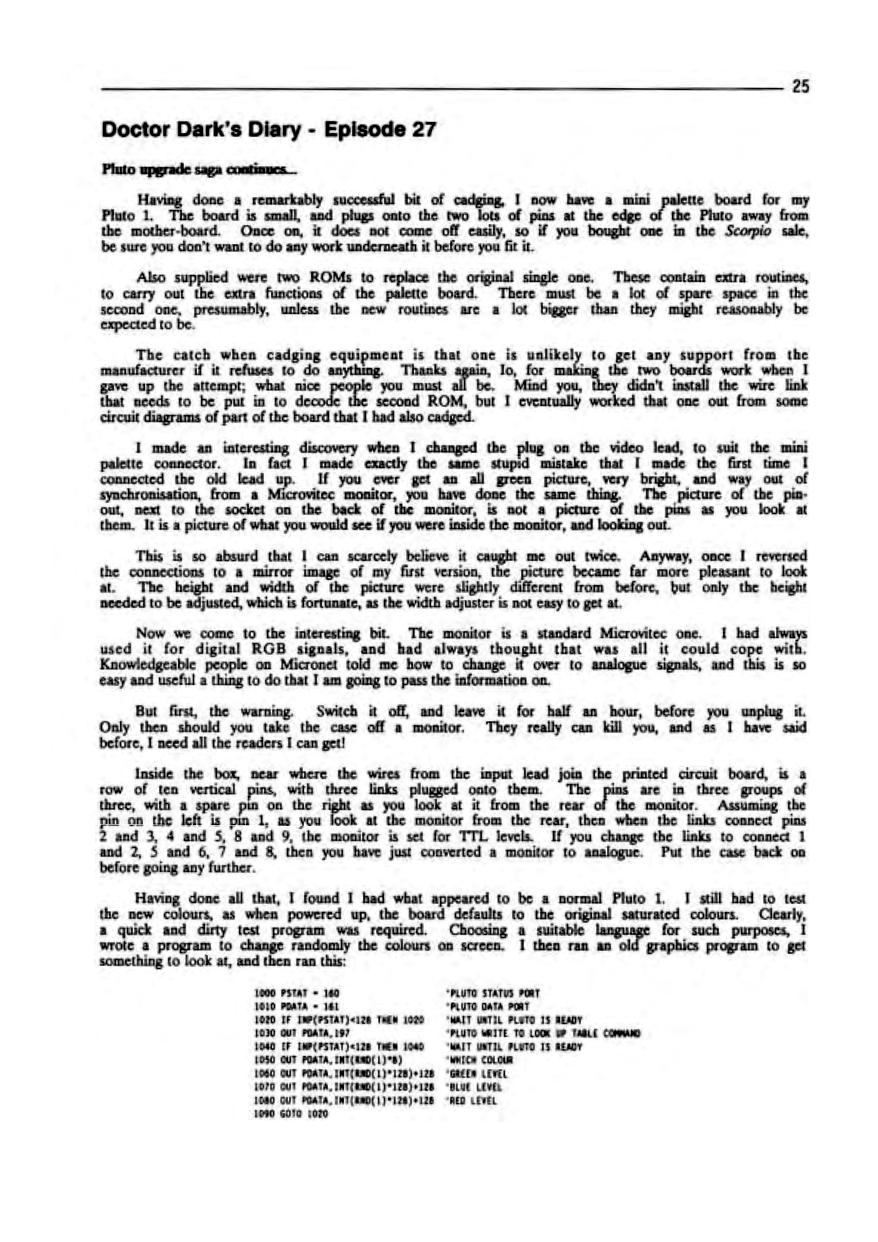 25
Doctor Dark's Diary - Episode 27
Pluto upgrade saga continues...
Having done a remarkably successful bit of cadging, I now have a mini palette board for my
Pluto 1. The board is small, and plugs onto the two lots of pins at the edge of the Pluto away from
the mother-board. Once on, it does not come off easily, so if you bought one in the Scorpio sale,
be sure you don't want to do any work underneath it before you fit it.
Also supplied were two ROMs to replace the original single one. These contain extra routines,
to carry out the extra functions of the palette board. There must be a lot of spare space in the
second one, presumably, unless the new routines are a lot bigger than they might reasonably be
expected to be.
The catch when cadging equipment is that one is unlikely to get any support from the
manufacturer if it refuses to do anything. Thanks again, Io, for making the two boards work when I
gave up the attempt; what nice people you must all be. Mind you, they didn't install the wire link
that needs to be put in to decode the second ROM, but I eventually worked that one out from some
circuit diagrams of part of the board that I had also cadged.
I made an interesting discovery when I changed the plug on the video lead, to suit the mini
palette connector. In fact I made exactly the same stupid mistake that I made the first time I
connected the old lead up. If you ever get an all green picture, very bright, and way out of
synchronisation, from a Microvitec monitor, you have done the same thing. The picture of the pin-
out, next to the socket on the back of the monitor, is not a picture of the pins as you look at
them. It is a picture of what you would see if you were inside the monitor, and looking out.
This is so absurd that I can scarcely believe it caught me out twice. Anyway, once I reversed
the connections to a mirror image of my first version, the picture became far more pleasant to look
at. The height and width of the picture were slightly different from before, but only the height
needed to be adjusted, which is fortunate, as the width adjuster is not easy to get at.
Now we come to the interesting bit. The monitor is a standard Microvitec one. I had always
used it for digital RGB signals, and had always thought that was all it could cope with.
Knowledgeable people on Micronet told me how to change it over to analogue signals, and this is so
easy and useful a thing to do that I am going to pass the information on.
But first, the warning. Switch it off, and leave it for half an hour, before you unplug it.
Only then should you take the case off a monitor. They really can kill you, and as I have said
before, I need all the readers I can get!
Inside the box, near where the wires from the input lead join the printed circuit board, is a
row of ten vertical pins, with three links plugged onto them. The pins are in three groups of
three, with a spare pin on the right as you look at it from the rear of the monitor. Assuming the
pin on the left is pin 1, as you look at the monitor from the rear, then when the links connect pins
2 and 3, 4 and 5, 8 and 9, the monitor is set for TTL levels. If you change the links to connect 1
and 2, 5 and 6, 7 and 8, then you have just converted a monitor to analogue. Put the case back on
before going any further.
Having done all that, I found I had what appeared to be a normal Pluto 1. I still had to test
the new colours, as when powered up, the board defaults to the original saturated colours. Clearly,
a quick and dirty test program was required. Choosing a suitable language for such purposes, I
wrote a program to change randomly the colours on screen. I then ran an old graphics program to get
something to look at, and then ran this:
1000 PSTAT = 160 'PLUTO STATUS PORT
1010 PDATA = 161 'PLUTO DATA PORT
1020 IF INP(PSTAT)<128 THEN 1020 'WAIT UNTIL PLUTO IS READY
1030 OUT PDATA,197 'PLUTO WRITE TO LOOK UP TABLE COMMAND
1040 IF INP(PSTAT)<128 THEN 1040 'WAIT UNTIL PLUTO IS READY
1050 OUT PDATA,INT(RND(1)*8) 'WHICH COLOUR
1060 OUT PDATA,INT(RND(1)*128)+128 'GREEN LEVEL
1070 OUT PDATA,INT(RND(1)*128)+128 'BLUE LEVEL
1080 OUT PDATA,INT(RND(1)*128)+128 'RED LEVEL
1090 GOTO 1020